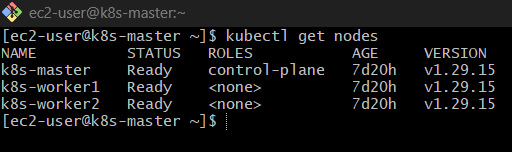 ec2-user@k8s-master:~
[ec2-user@k8s-master ~]$ kubectl get nodes
NAME          STATUS   ROLES           AGE     VERSION
k8s-master    Ready    control-plane   7d20h   v1.29.15
k8s-worker1   Ready    <none>          7d20h   v1.29.15
k8s-worker2   Ready    <none>          7d20h   v1.29.15
[ec2-user@k8s-master ~]$